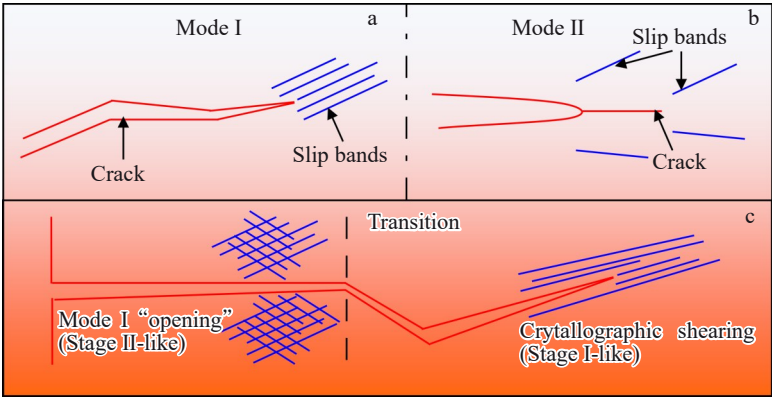 Mode I
a
Slip bands
Crack
Mode II
b
Slip bands
Crack
Transition
c
Mode I “opening”
(Stage II-like)
Crytallographic shearing
(Stage I-like)